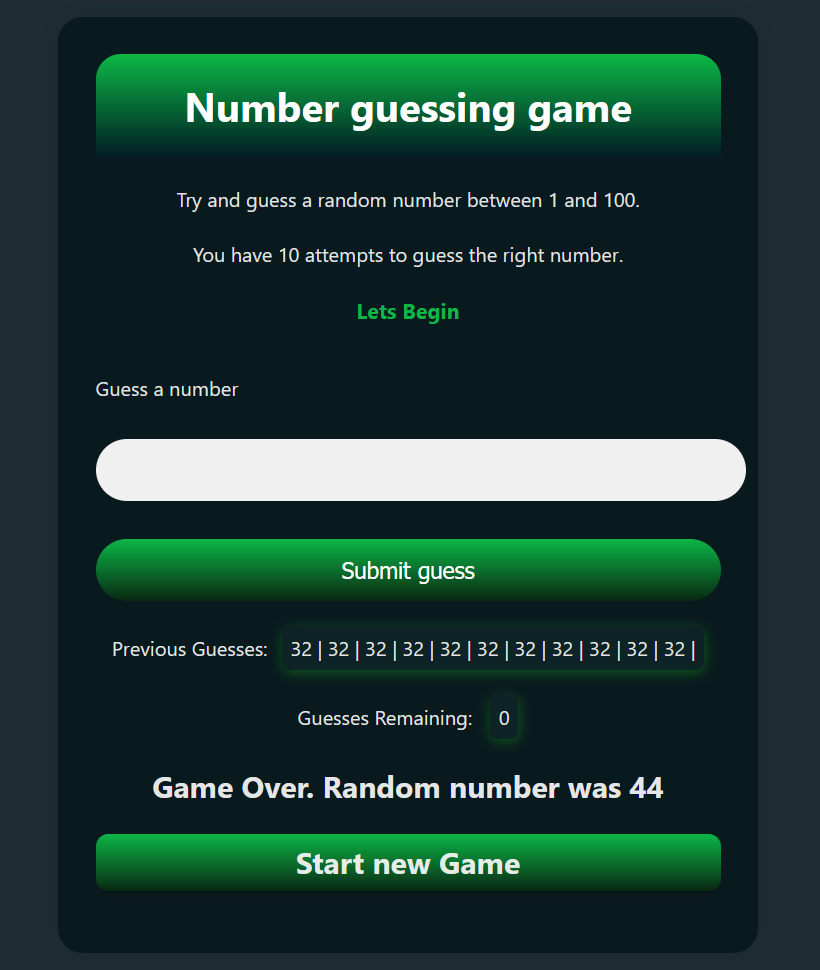 Number guessing game
Try and guess a random number between 1 and 100.
You have 10 attempts to guess the right number.
Lets Begin
Guess a number
Submit guess
Previous Guesses: 32 | 32 | 32 | 32 | 32 | 32 | 32 | 32 | 32 | 32 | 32 |
Guesses Remaining: 0
Game Over. Random number was 44
Start new Game